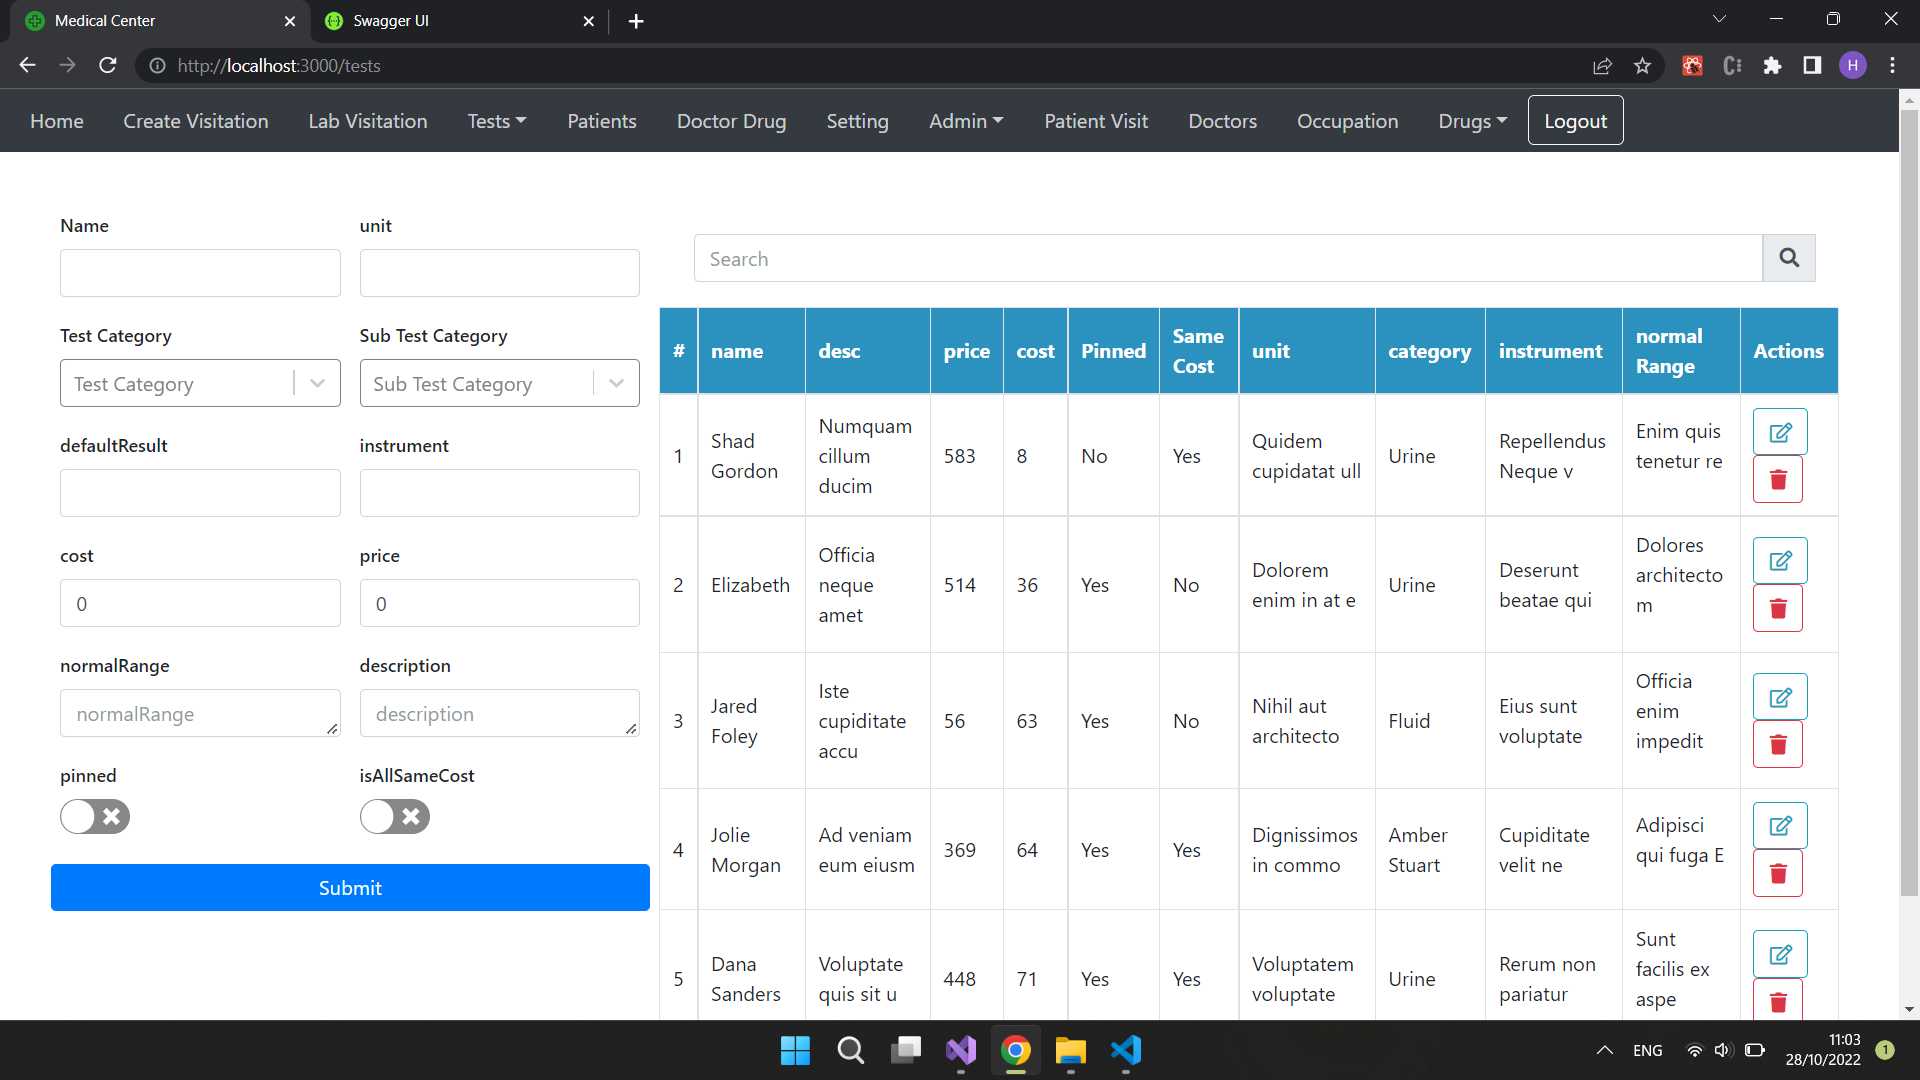 Medical Center
Swagger UI
http://localhost:3000/tests
H
Home Create Visitation Lab Visitation Tests Patients Doctor Drug Setting Admin Patient Visit Doctors Occupation Drugs Logout
Name unit
Test Category Sub Test Category
Test Category Sub Test Category
defaultResult instrument
cost price
0 0
normalRange description
normalRange description
pinned isAllSameCost
Submit
Search
# name desc price cost Pinned Same Cost unit category instrument normal Range Actions
1 Shad Gordon Numquam cillum ducim 583 8 No Yes Quidem cupidatat ull Urine Repellendus Neque v Enim quis tenetur re
2 Elizabeth Officia neque amet 514 36 Yes No Dolorem enim in at e Urine Deserunt beatae qui Dolores architecto m
3 Jared Foley Iste cupiditate accu 56 63 Yes No Nihil aut architecto Fluid Eius sunt voluptate Officia enim impedit
4 Jolie Morgan Ad veniam eum eiusm 369 64 Yes Yes Dignissimos in commo Amber Stuart Cupiditate velit ne Adipisci qui fuga E
5 Dana Sanders Voluptate quis sit u 448 71 Yes Yes Voluptatem voluptate Urine Rerum non pariatur Sunt facilis ex aspe
ENG
11:03
28/10/2022
1